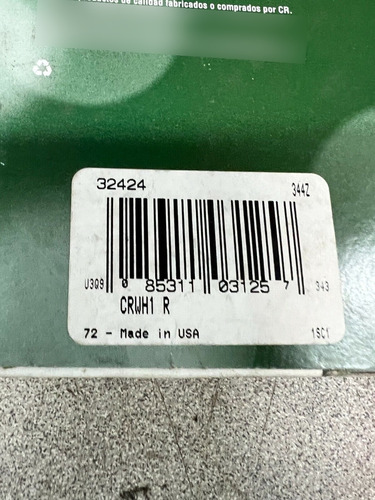 productos de calidad fabricados o comprados por CR.
32424 344Z
U3Q9 0 85311 03125 7 343
CRWH1 R
72 - Made in USA 1SC1